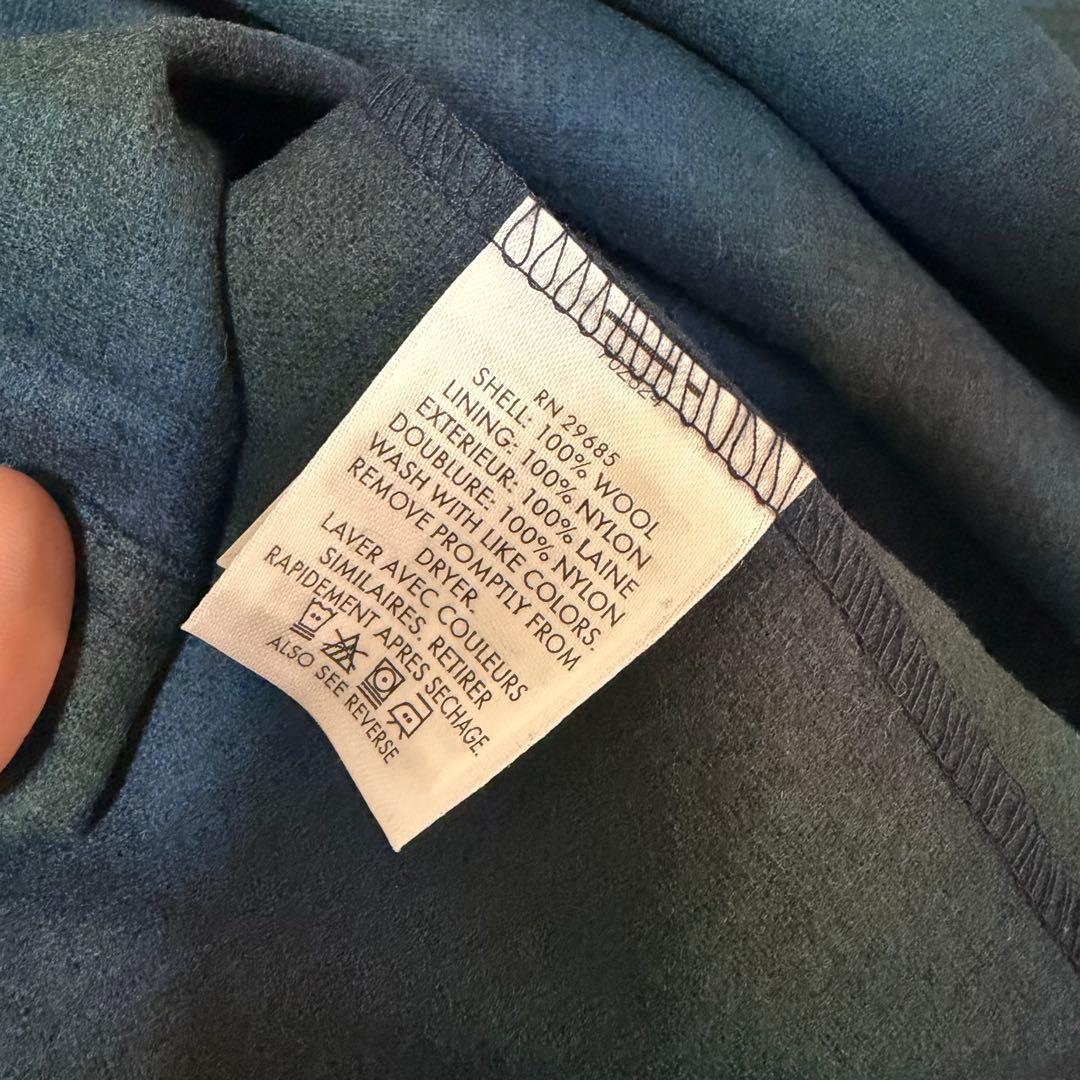 RN 29685
SHELL: 100% WOOL
LINING: 100% NYLON
EXTERIEUR: 100% LAINE
DOUBLURE: 100% NYLON
WASH WITH LIKE COLORS.
REMOVE PROMPTLY FROM
DRYER.
LAVER AVEC COULEURS
SIMILAIRES. RETIRER
RAPIDEMENT APRES SECHAGE.
ALSO SEE REVERSE